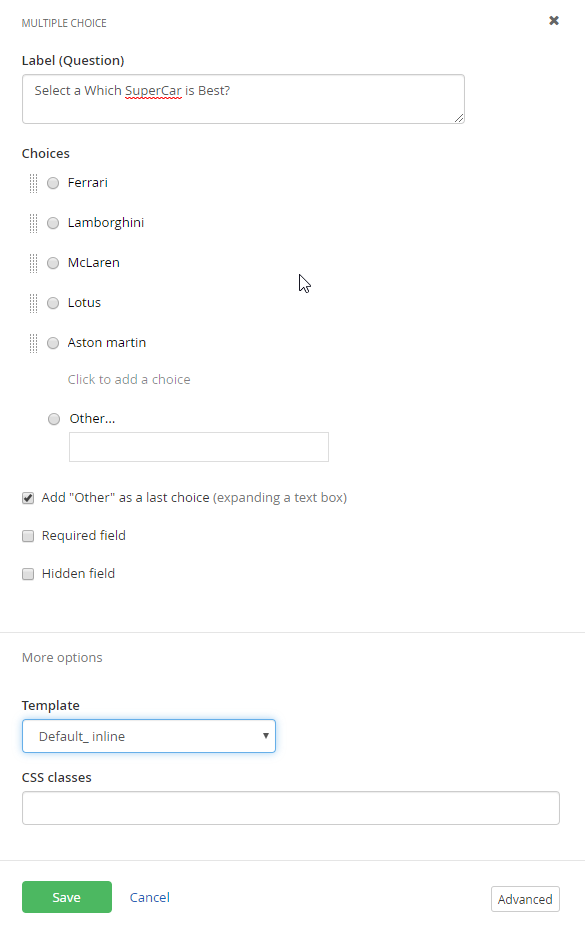 MULTIPLE CHOICE
Label (Question)
Select a Which SuperCar is Best?
Choices
Ferrari
Lamborghini
McLaren
Lotus
Aston martin
Click to add a choice
Other...
Add "Other" as a last choice (expanding a text box)
Required field
Hidden field
More options
Template
Default_ inline
CSS classes
Save Cancel Advanced